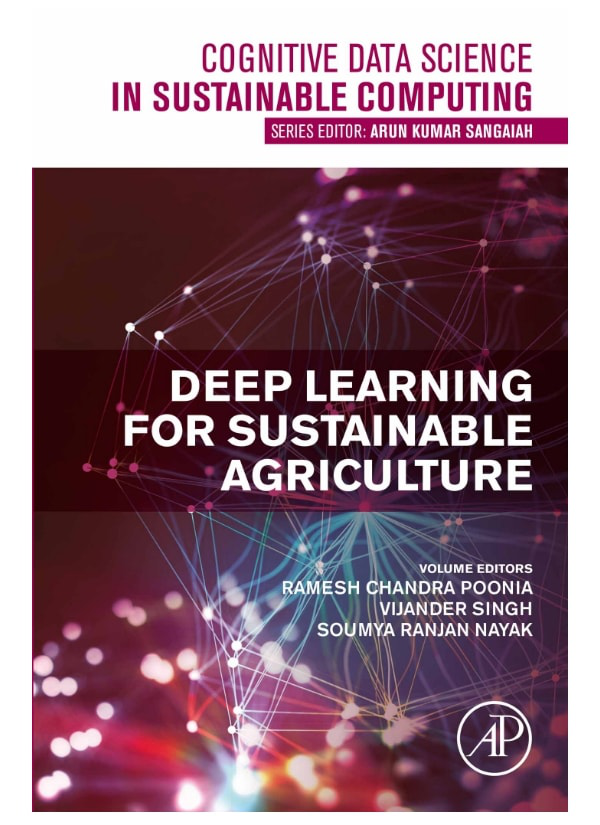 COGNITIVE DATA SCIENCE
IN SUSTAINABLE COMPUTING
SERIES EDITOR: ARUN KUMAR SANGAIAH
DEEP LEARNING
FOR SUSTAINABLE
AGRICULTURE
VOLUME EDITORS
RAMESH CHANDRA POONIA
VIJANDER SINGH
SOUMYA RANJAN NAYAK
AP